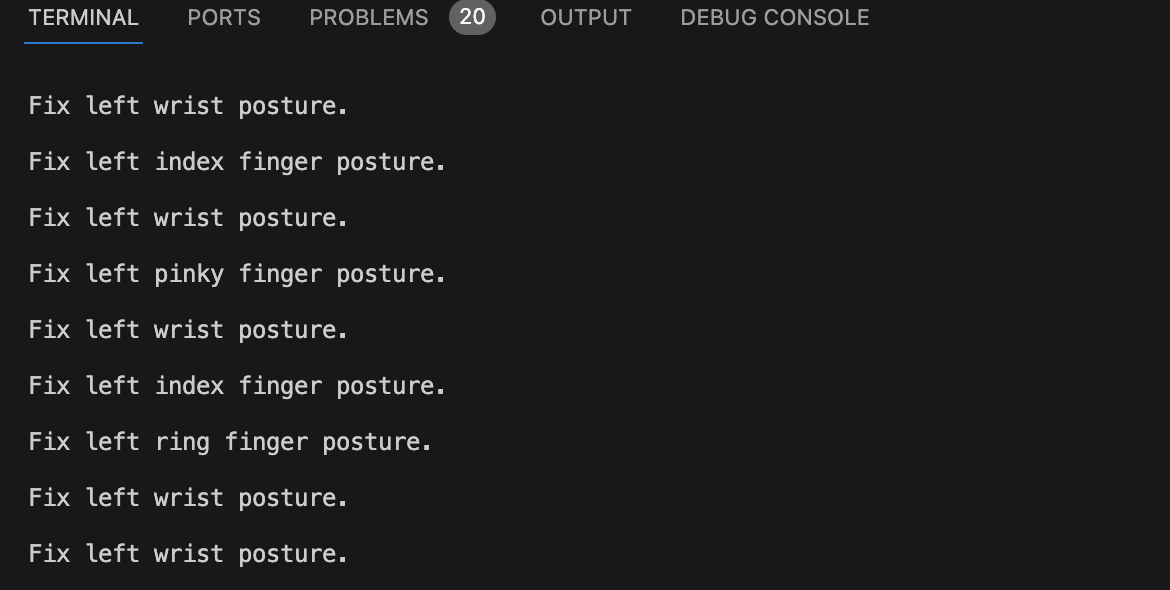 TERMINAL PORTS PROBLEMS 20 OUTPUT DEBUG CONSOLE
Fix left wrist posture.
Fix left index finger posture.
Fix left wrist posture.
Fix left pinky finger posture.
Fix left wrist posture.
Fix left index finger posture.
Fix left ring finger posture.
Fix left wrist posture.
Fix left wrist posture.